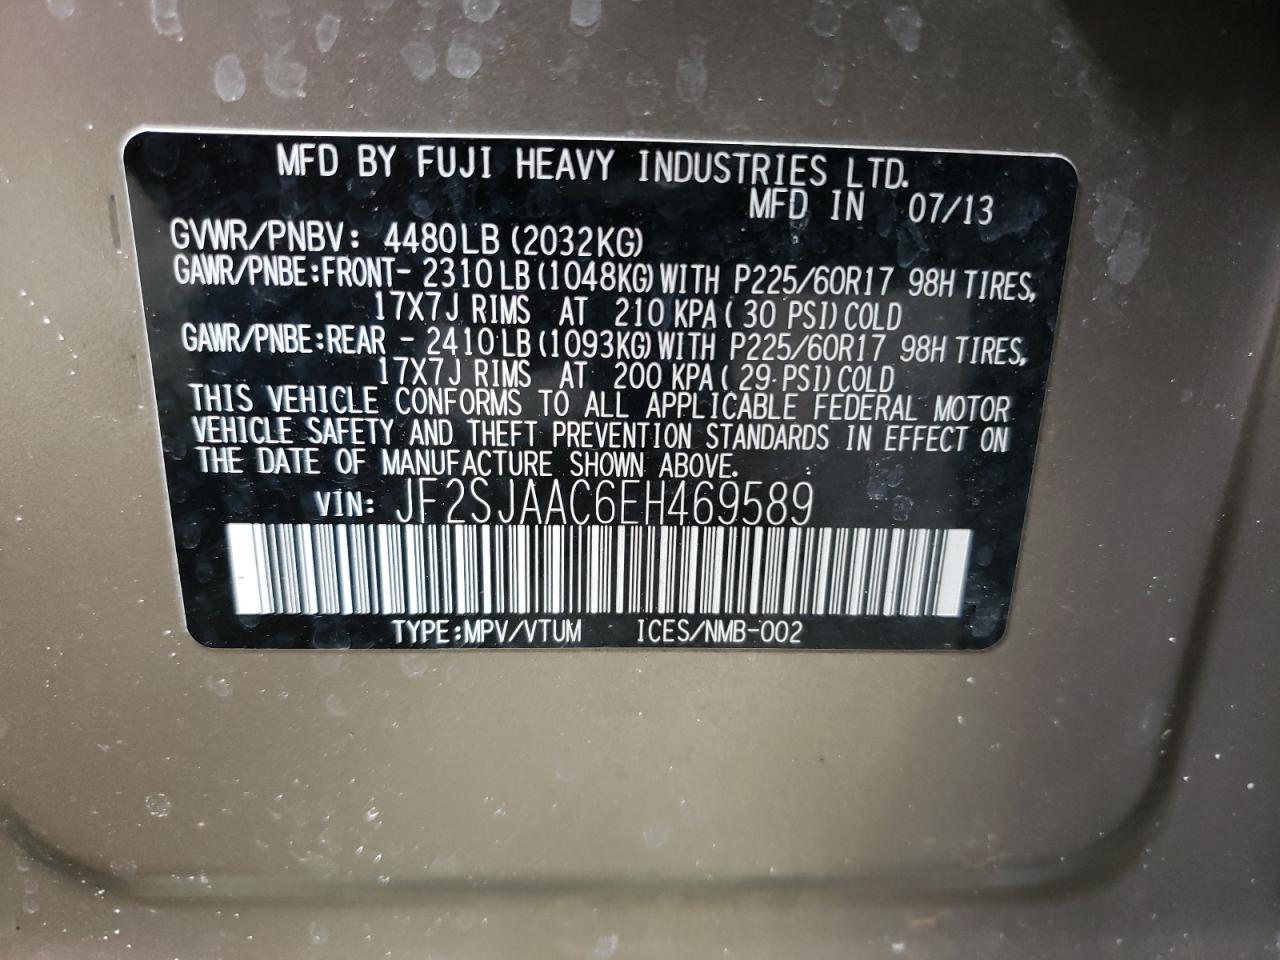 MFD BY FUJI HEAVY INDUSTRIES LTD.
MFD IN 07/13
GVWR/PNBV: 4480LB (2032KG)
GAWR/PNBE:FRONT- 2310 LB (1048KG) WITH P225/60R17 98H TIRES,
17X7J RIMS AT 210 KPA ( 30 PSI) COLD
GAWR/PNBE:REAR - 2410 LB (1093KG) WITH P225/60R17 98H TIRES,
17X7J RIMS AT 200 KPA ( 29 PSI) COLD
THIS VEHICLE CONFORMS TO ALL APPLICABLE FEDERAL MOTOR
VEHICLE SAFETY AND THEFT PREVENTION STANDARDS IN EFFECT ON
THE DATE OF MANUFACTURE SHOWN ABOVE.
VIN: JF2SJAAC6EH469589
TYPE:MPV/VTUM ICES/NMB-002